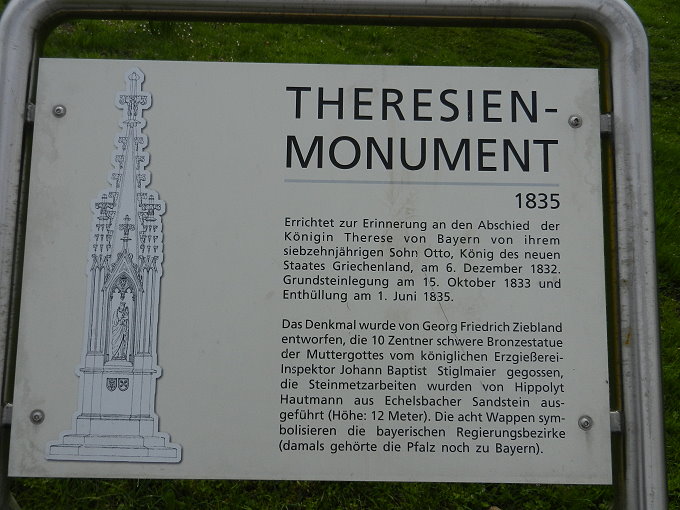 THERESIEN-
MONUMENT
1835
Errichtet zur Erinnerung an den Abschied der
Königin Therese von Bayern von ihrem
siebzehnjährigen Sohn Otto, König des neuen
Staates Griechenland, am 6. Dezember 1832.
Grundsteinlegung am 15. Oktober 1833 und
Enthüllung am 1. Juni 1835.
Das Denkmal wurde von Georg Friedrich Ziebland
entworfen, die 10 Zentner schwere Bronzestatue
der Muttergottes vom königlichen Erzgießerei-
Inspektor Johann Baptist Stiglmaier gegossen,
die Steinmetzarbeiten wurden von Hippolyt
Hautmann aus Echelsbacher Sandstein aus-
geführt (Höhe: 12 Meter). Die acht Wappen sym-
bolisieren die bayerischen Regierungsbezirke
(damals gehörte die Pfalz noch zu Bayern).